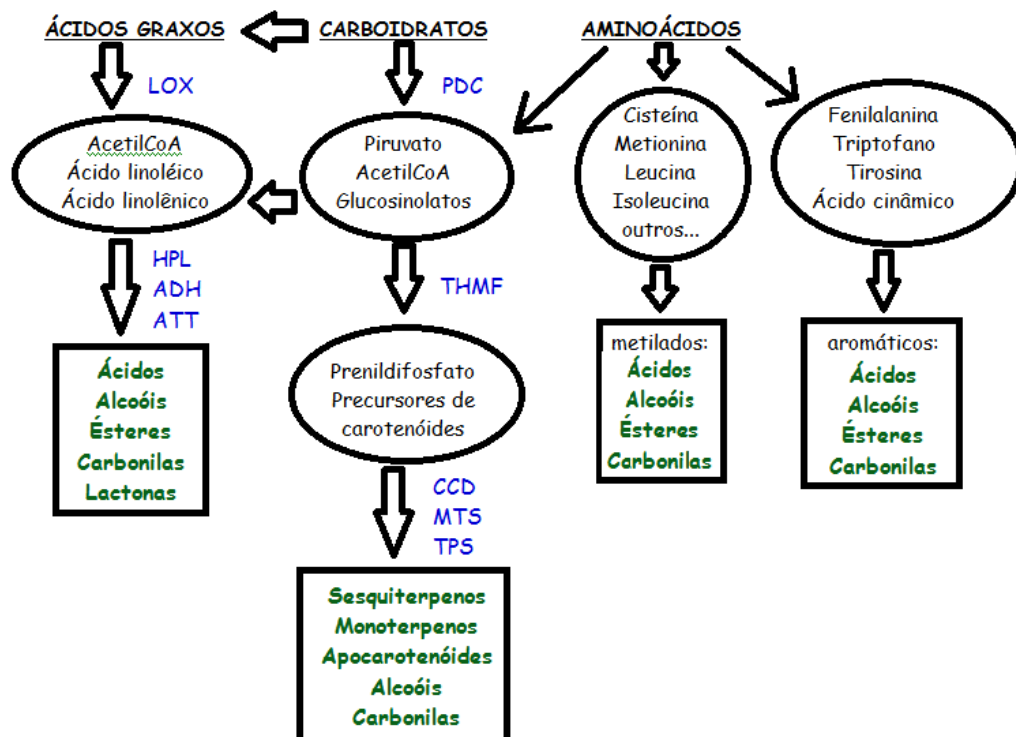 ÁCIDOS GRAXOS
CARBOIDRATOS
AMINOÁCIDOS
LOX
PDC
AcetilCoA
Ácido linoléico
Ácido linolênico
Piruvato
AcetilCoA
Glucosinolatos
Cisteína
Metionina
Leucina
Isoleucina
outros...
Fenilalanina
Triptofano
Tirosina
Ácido cinâmico
HPL
ADH
ATT
THMF
Ácidos
Alcoóis
Ésteres
Carbonilas
Lactonas
Prenildifosfato
Precursores de
carotenóides
metilados:
Ácidos
Alcoóis
Ésteres
Carbonilas
aromáticos:
Ácidos
Alcoóis
Ésteres
Carbonilas
CCD
MTS
TPS
Sesquiterpenos
Monoterpenos
Apocarotenóides
Alcoóis
Carbonilas